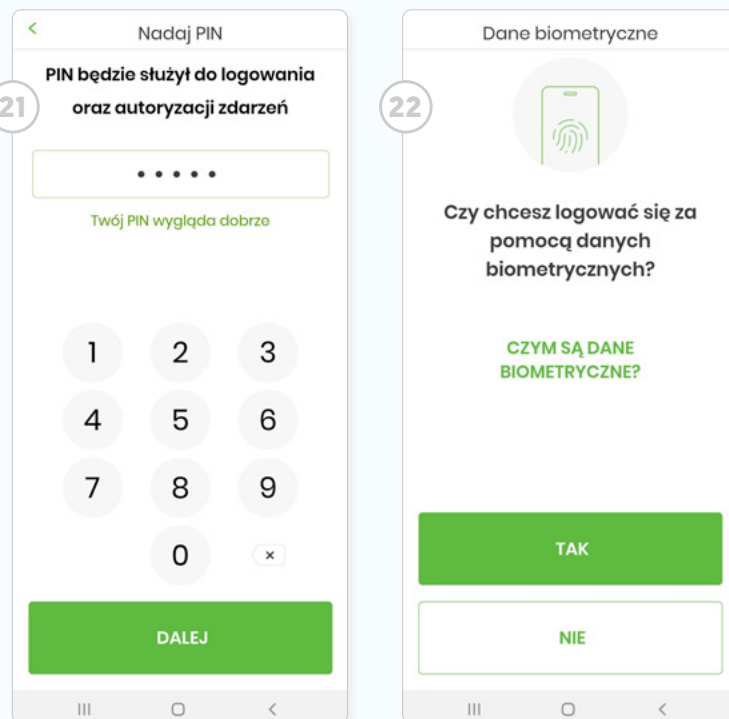 Nadaj PIN
21
PIN będzie służył do logowania
oraz autoryzacji zdarzeń
•••••
Twój PIN wygląda dobrze
1 2 3
4 5 6
7 8 9
0 ×
DALEJ
Dane biometryczne
22
Czy chcesz logować się za
pomocą danych
biometrycznych?
CZYM SĄ DANE
BIOMETRYCZNE?
TAK
NIE